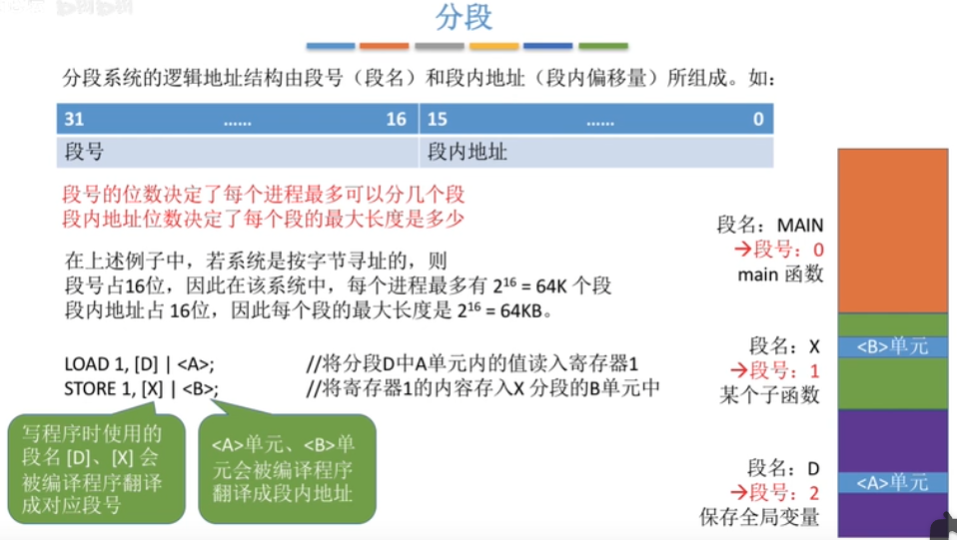 分段
分段系统的逻辑地址结构由段号（段名）和段内地址（段内偏移量）所组成。如：
31 …… 16 15 …… 0
段号 段内地址
段号的位数决定了每个进程最多可以分几个段
段内地址位数决定了每个段的最大长度是多少
在上述例子中，若系统是按字节寻址的，则
段号占16位，因此在该系统中，每个进程最多有 2¹⁶ = 64K 个段
段内地址占 16位，因此每个段的最大长度是 2¹⁶ = 64KB。
LOAD 1, [D] | <A>; //将分段D中A单元内的值读入寄存器1
STORE 1, [X] | <B>; //将寄存器1的内容存入X 分段的B单元中
写程序时使用的
段名 [D]、[X] 会
被编译程序翻译
成对应段号
<A>单元、<B>单
元会被编译程序
翻译成段内地址
段名：MAIN
→段号：0
main 函数
段名：X
→段号：1
某个子函数
<B>单元
段名：D
→段号：2
保存全局变量
<A>单元